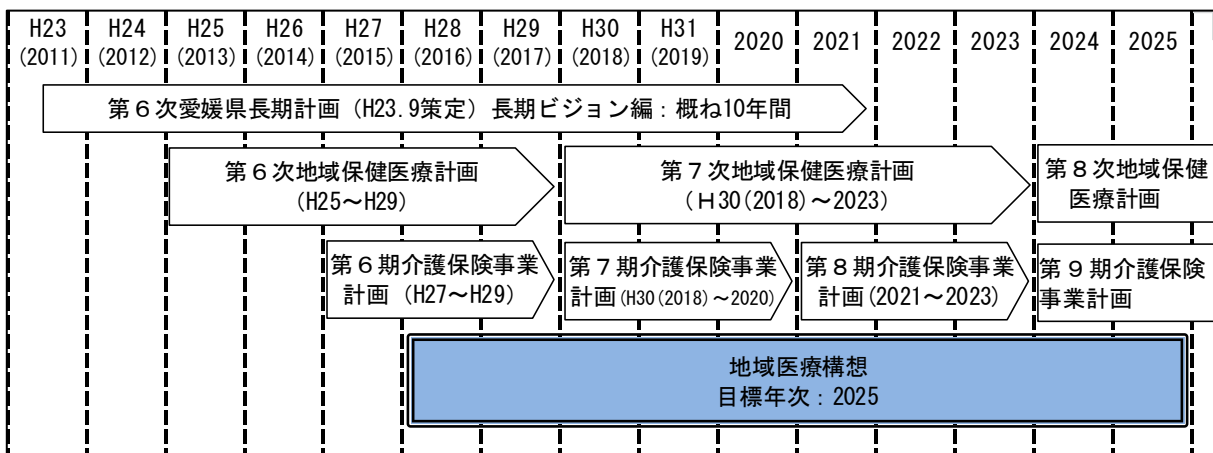 H23 H24 H25 H26 H27 H28 H29 H30 H31 2020 2021 2022 2023 2024 2025
(2011) (2012) (2013) (2014) (2015) (2016) (2017) (2018) (2019)
第６次愛媛県長期計画（H23.9策定）長期ビジョン編：概ね10年間
第６次地域保健医療計画
（H25～H29）
第７次地域保健医療計画
（Ｈ30(2018)～2023）
第８次地域保健
医療計画
第６期介護保険事業
計画（H27～H29）
第７期介護保険事業
計画(H30(2018)～2020)
第８期介護保険事業
計画(2021～2023)
第９期介護保険
事業計画
地域医療構想
目標年次：2025